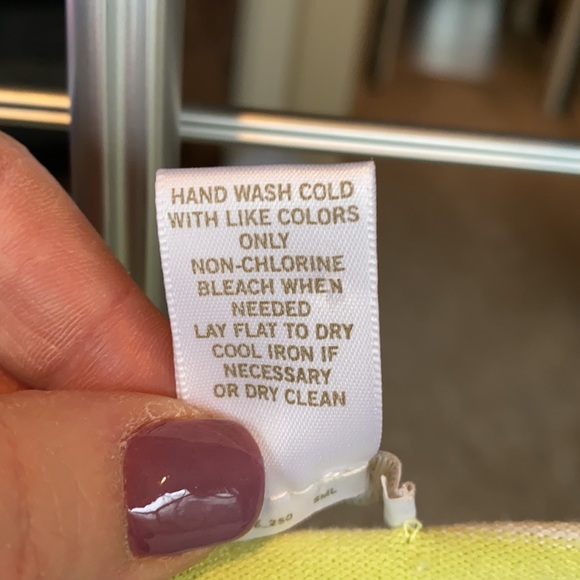 HAND WASH COLD
WITH LIKE COLORS
ONLY
NON-CHLORINE
BLEACH WHEN
NEEDED
LAY FLAT TO DRY
COOL IRON IF
NECESSARY
OR DRY CLEAN